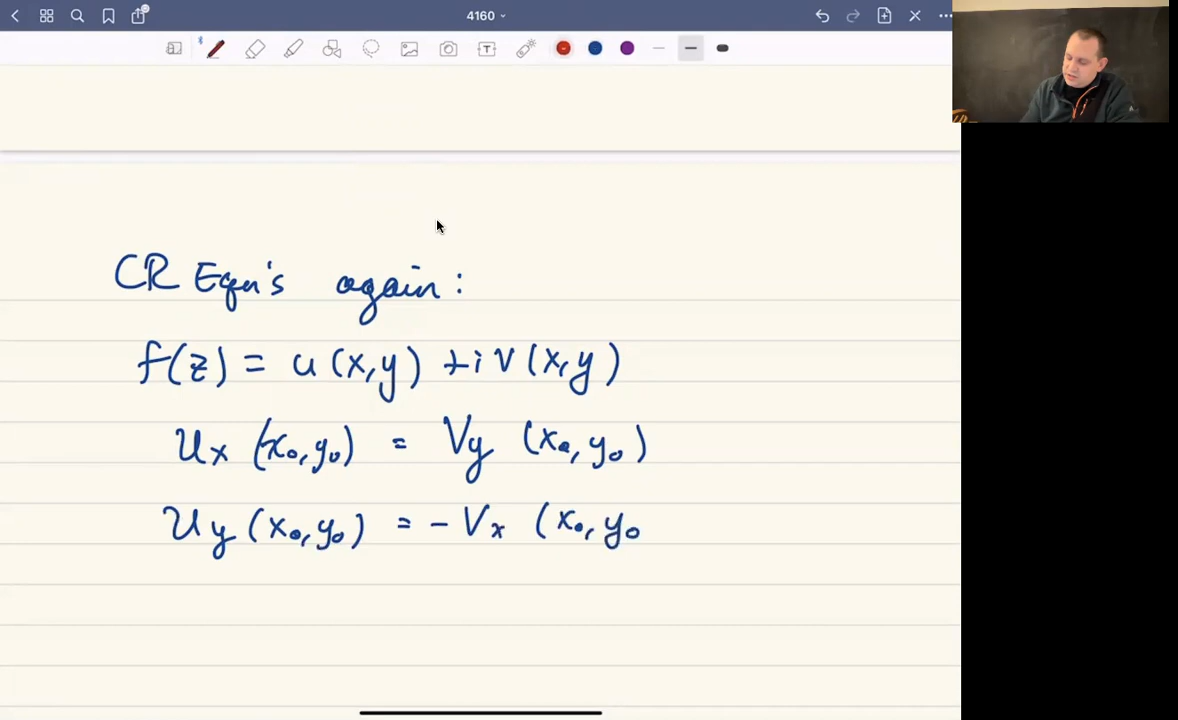 4160
CR Eqn's again:
f(z) = u(x,y) + i v(x,y)
Ux (x₀,y₀) = Vy (x₀,y₀)
Uy (x₀,y₀) = - Vx (x₀,y₀